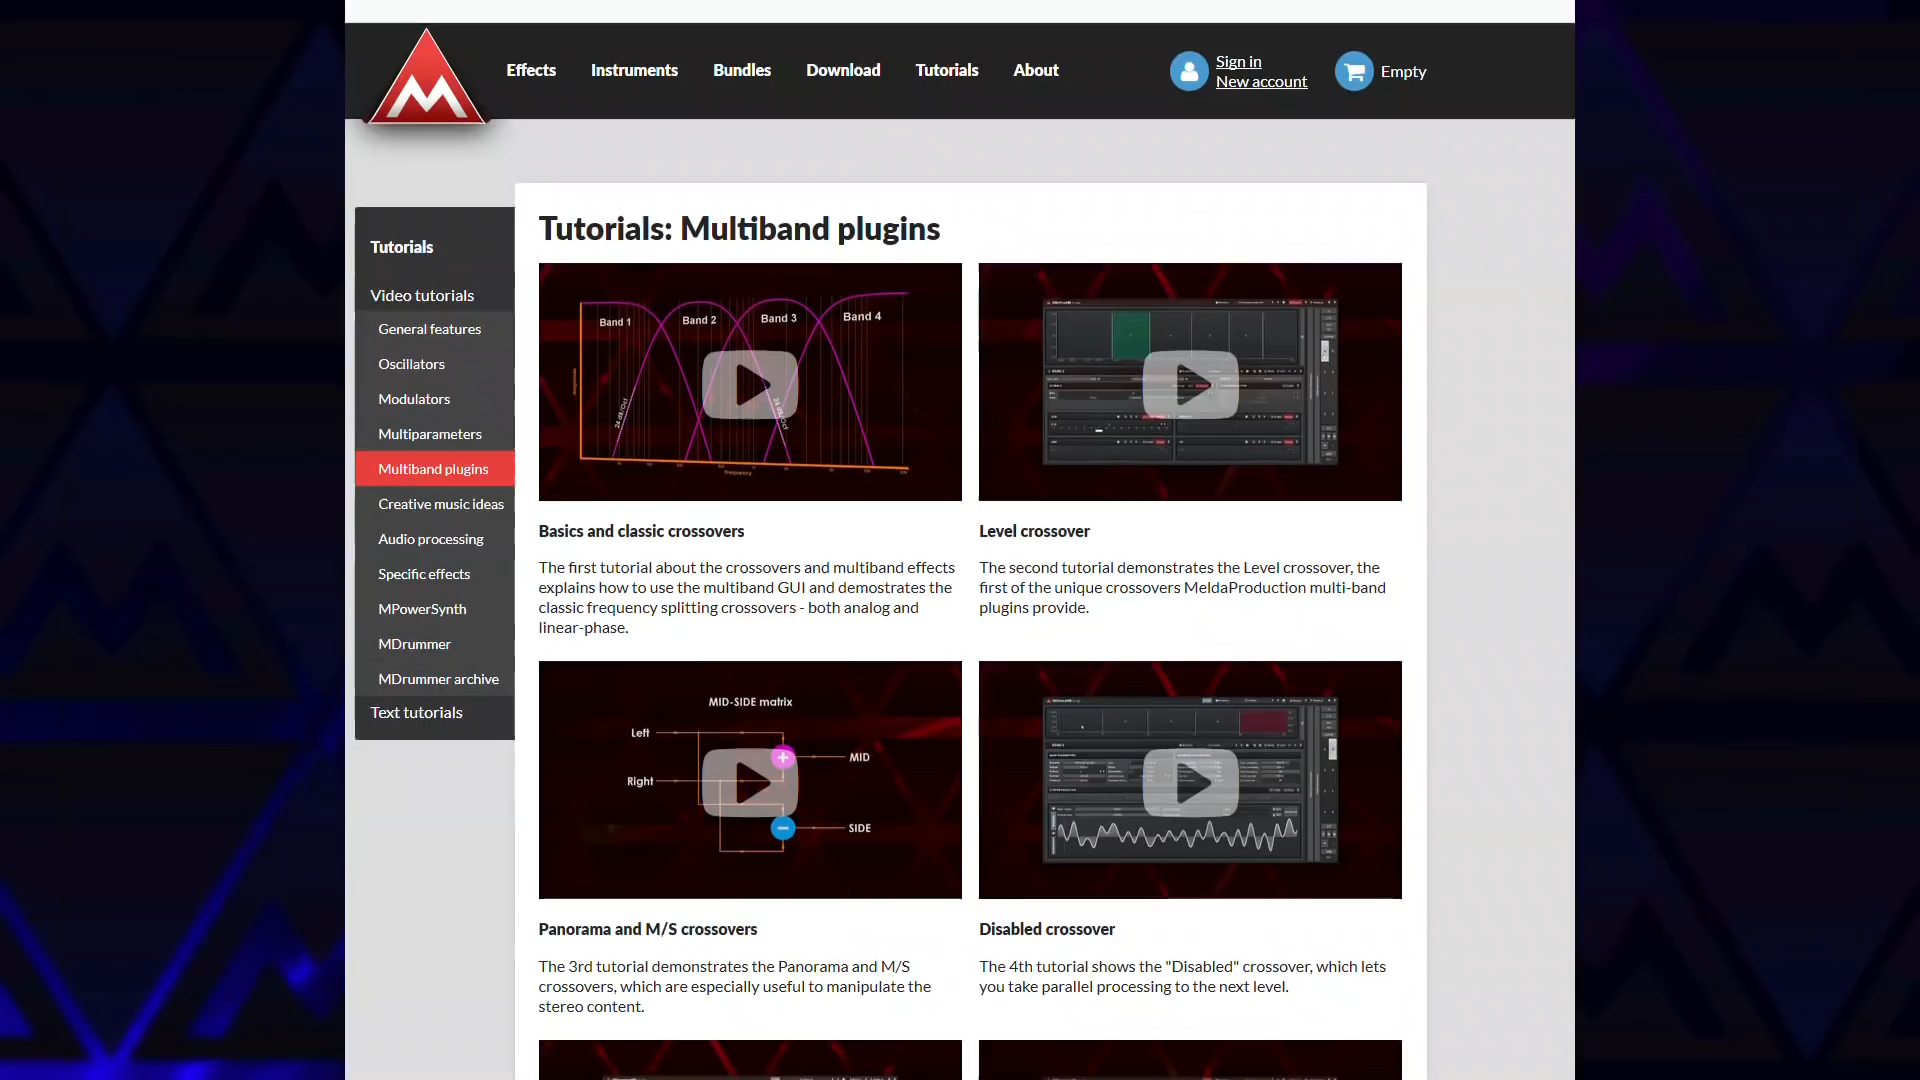 Effects
Instruments
Bundles
Download
Tutorials
About
Sign in
New account
Empty
Tutorials
Video tutorials
General features
Oscillators
Modulators
Multiparameters
Multiband plugins
Creative music ideas
Audio processing
Specific effects
MPowerSynth
MDrummer
MDrummer archive
Text tutorials
Tutorials: Multiband plugins
Band 1
Band 2
Band 3
Band 4
24 dB/Oct
24 dB/Oct
Frequency
Basics and classic crossovers
The first tutorial about the crossovers and multiband effects
explains how to use the multiband GUI and demostrates the
classic frequency splitting crossovers - both analog and
linear-phase.
Level crossover
The second tutorial demonstrates the Level crossover, the
first of the unique crossovers MeldaProduction multi-band
plugins provide.
MID-SIDE matrix
Left
Right
MID
SIDE
Panorama and M/S crossovers
The 3rd tutorial demonstrates the Panorama and M/S
crossovers, which are especially useful to manipulate the
stereo content.
Disabled crossover
The 4th tutorial shows the "Disabled" crossover, which lets
you take parallel processing to the next level.